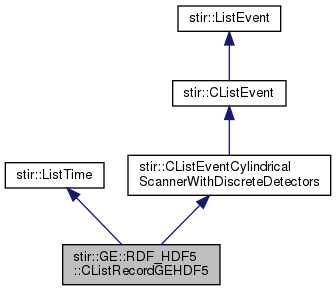 stir::ListEvent
stir::CListEvent
stir::ListTime
stir::CListEventCylindrical
ScannerWithDiscreteDetectors
stir::GE::RDF_HDF5
::CListRecordGEHDF5